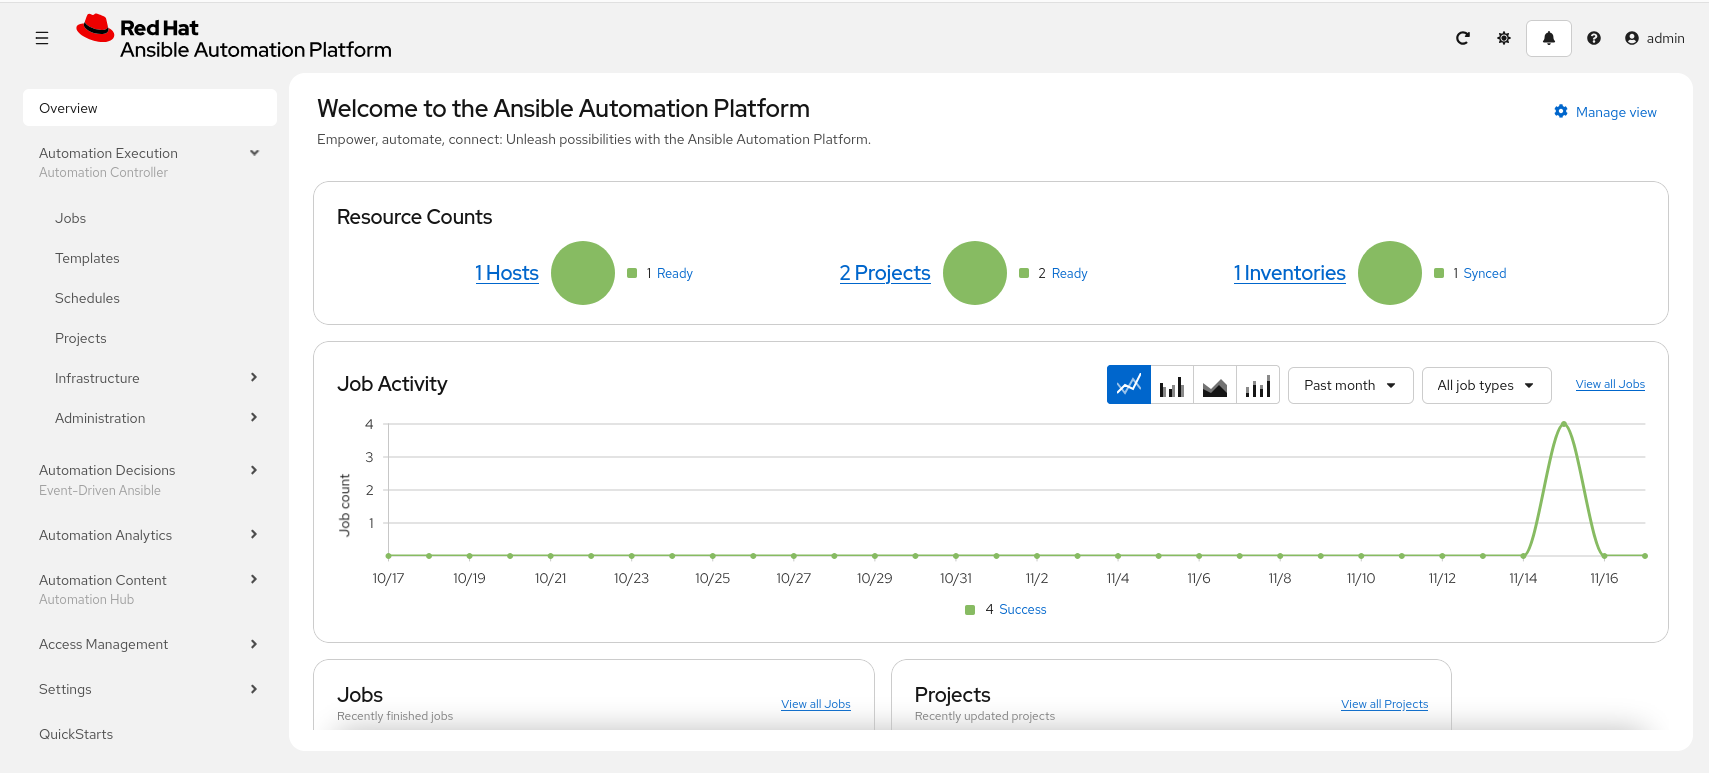 Red Hat
Ansible Automation Platform
admin
Overview
Automation Execution
Automation Controller
Jobs
Templates
Schedules
Projects
Infrastructure
Administration
Automation Decisions
Event-Driven Ansible
Automation Analytics
Automation Content
Automation Hub
Access Management
Settings
QuickStarts
Welcome to the Ansible Automation Platform
Manage view
Empower, automate, connect: Unleash possibilities with the Ansible Automation Platform.
Resource Counts
1 Hosts 1 Ready 2 Projects 2 Ready 1 Inventories 1 Synced
Job Activity Past month All job types View all Jobs
4
3
2
1
Job count
10/17 10/19 10/21 10/23 10/25 10/27 10/29 10/31 11/2 11/4 11/6 11/8 11/10 11/12 11/14 11/16
4 Success
Jobs
Recently finished jobs
View all Jobs
Projects
Recently updated projects
View all Projects